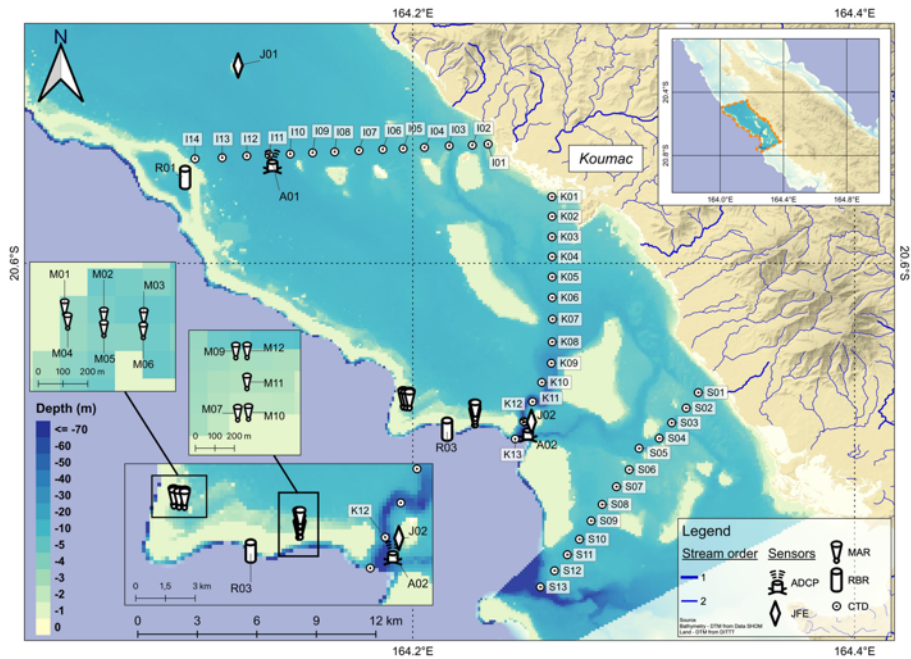 164.2°E
164.4°E
N
J01
I14
I13
I12
I11
I10
I09
I08
I07
I06
I05
I04
I03
I02
I01
R01
A01
Koumac
20.4°S
20.8°S
164.0°E
164.4°E
164.8°E
K01
K02
K03
K04
K05
K06
K07
K08
K09
K10
K11
K12
K13
J02
A02
R03
20.6°S
20.6°S
M01
M02
M03
M04
M05
M06
0 100 200 m
M09
M12
M11
M07
M10
0 100 200 m
S01
S02
S03
S04
S05
S06
S07
S08
S09
S10
S11
S12
S13
Depth (m)
<= -70
-60
-50
-40
-30
-20
-10
-5
-4
-3
-2
-1
0
K12
J02
A02
R03
0 1,5 3 km
0 3 6 9 12 km
Legend
Stream order
1
2
Sensors
ADCP
JFE
MAR
RBR
CTD
Source:
Bathymetry - DTM from Data SHOM
Land - DTM from DITTT
164.2°E
164.4°E